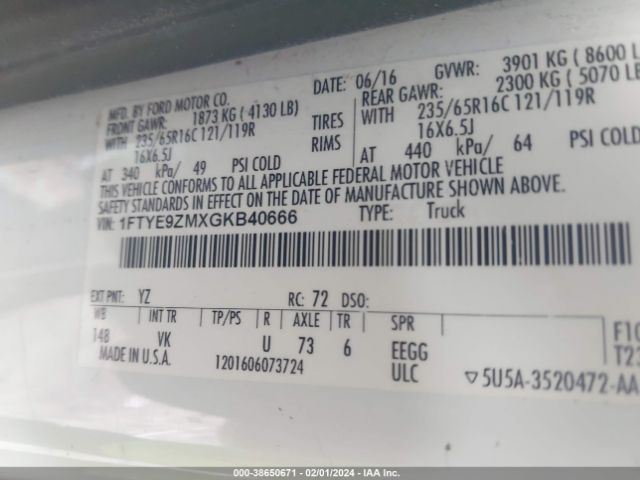 MFD. BY FORD MOTOR CO.
DATE: 06/16 GVWR: 3901 KG ( 8600 L
FRONT GAWR: 1873 KG ( 4130 LB) REAR GAWR: 2300 KG ( 5070 LB
WITH 235/65R16C 121/119R TIRES WITH 235/65R16C 121/119R
16X6.5J RIMS 16X6.5J
AT 340 kPa/ 49 PSI COLD AT 440 kPa/ 64 PSI COLD
THIS VEHICLE CONFORMS TO ALL APPLICABLE FEDERAL MOTOR VEHICLE
SAFETY STANDARDS IN EFFECT ON THE DATE OF MANUFACTURE SHOWN ABOVE.
VIN: 1FTYE9ZMXGKB40666 TYPE: Truck
EXT PNT: YZ RC: 72 DSO:
WB INT TR TP/PS R AXLE TR SPR
148 VK U 73 6 EEGG F10
MADE IN U.S.A. 1201606073724 ULC T23
▽5U5A-3520472-AA
000-38650671 - 02/01/2024 - IAA Inc.